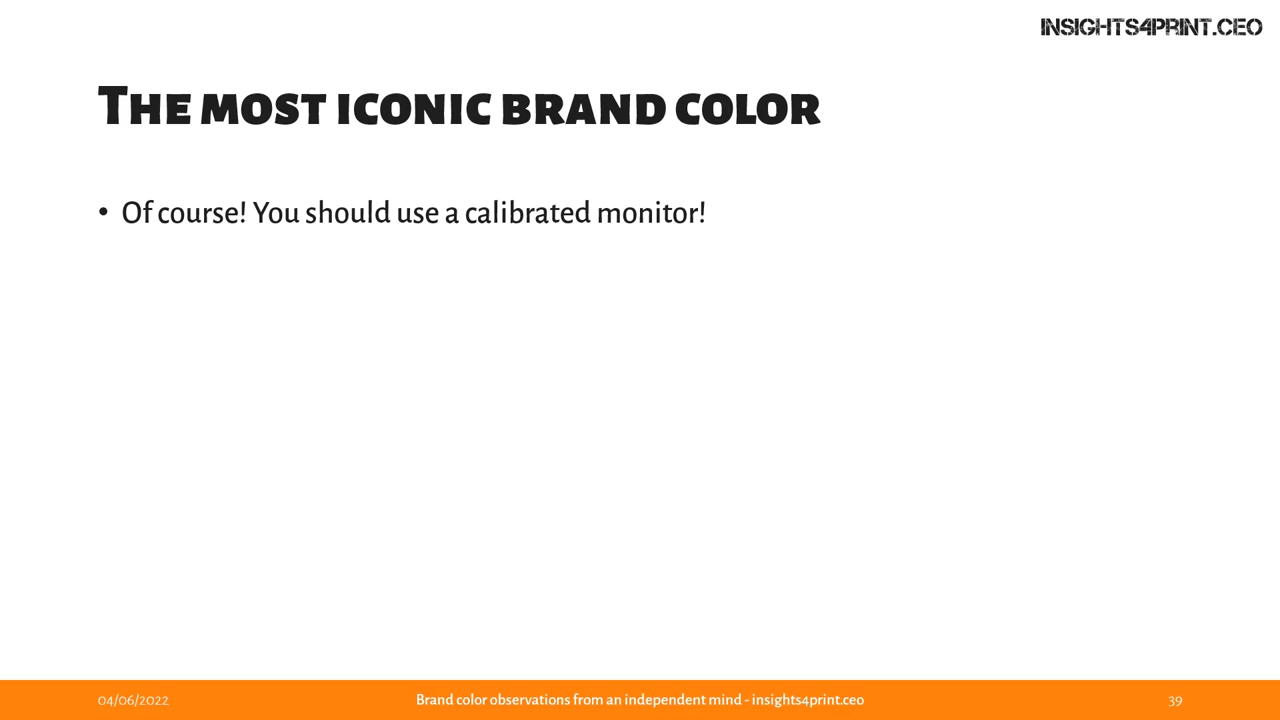 INSIGHTS4PRINT.CEO
The most iconic brand color
• Of course! You should use a calibrated monitor!
04/06/2022 Brand color observations from an independent mind - insights4print.ceo 39